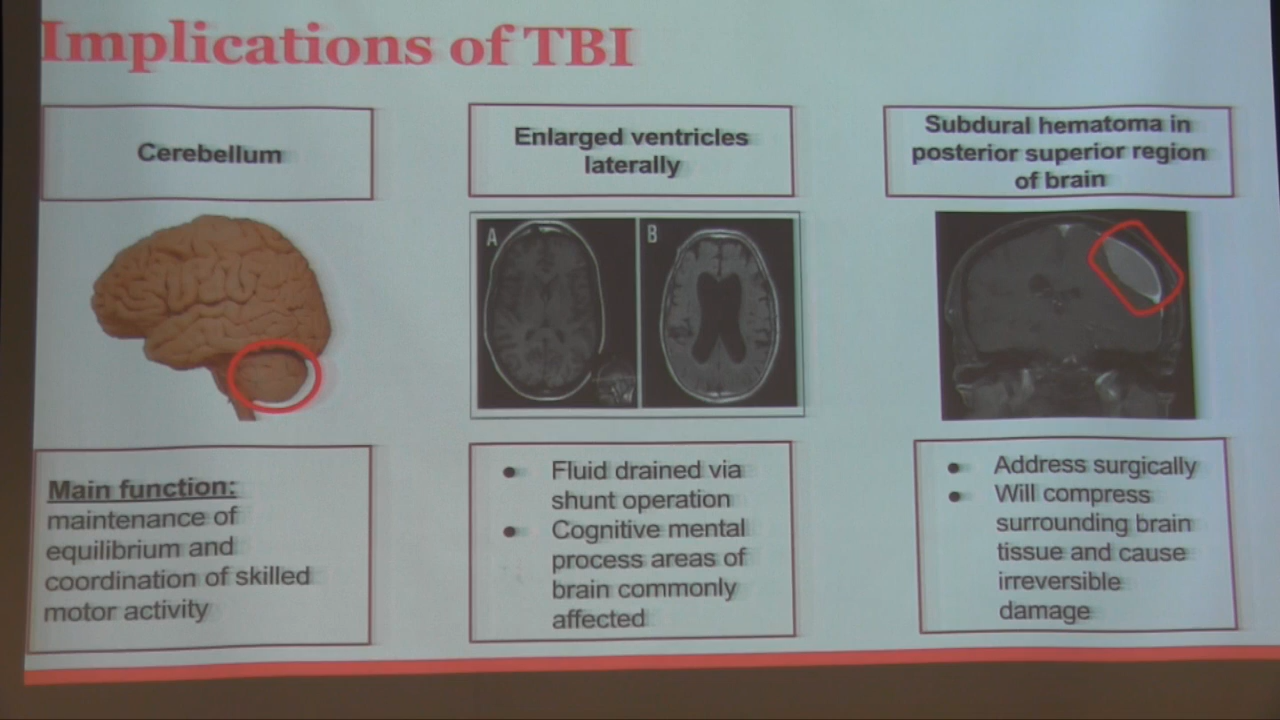 Implications of TBI
Cerebellum
Enlarged ventricles
laterally
Subdural hematoma in
posterior superior region
of brain
A
B
Main function:
maintenance of
equilibrium and
coordination of skilled
motor activity
● Fluid drained via
shunt operation
● Cognitive mental
process areas of
brain commonly
affected
● Address surgically
● Will compress
surrounding brain
tissue and cause
irreversible
damage